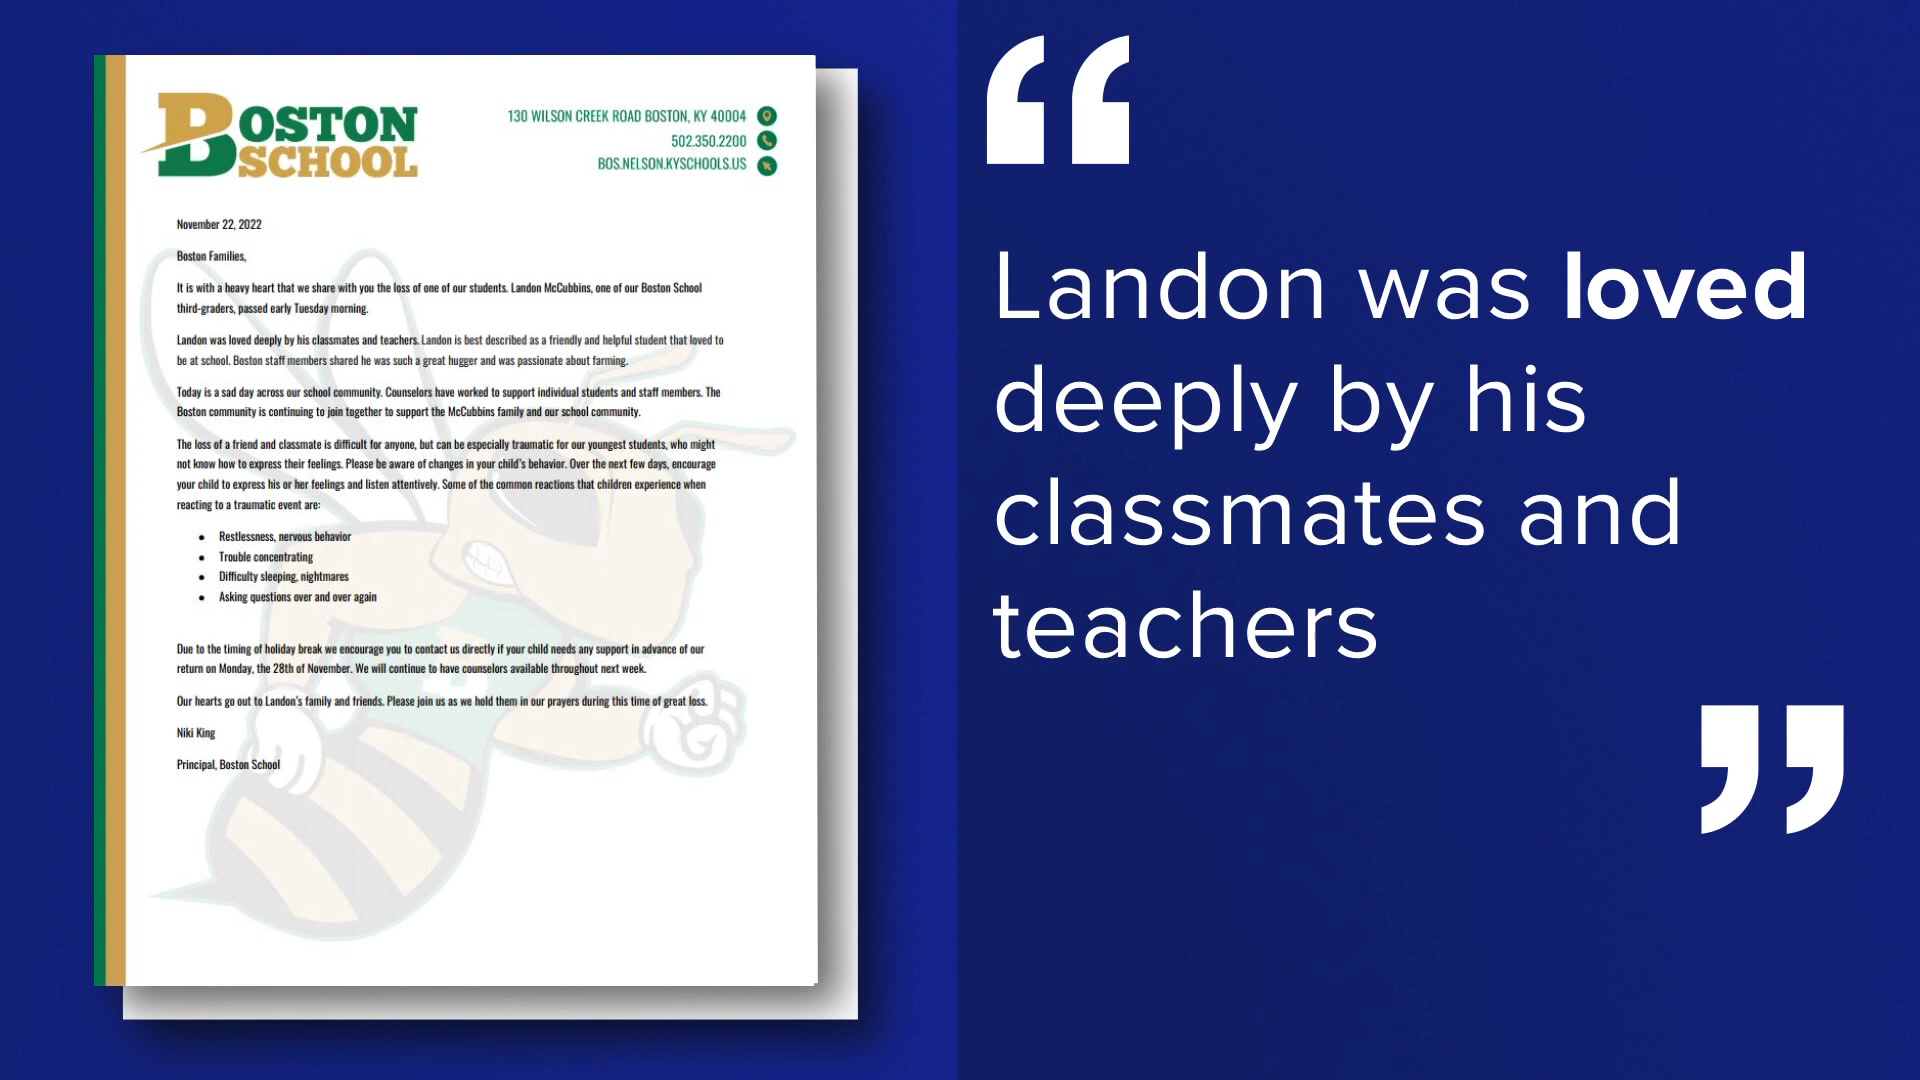 BOSTON
SCHOOL
130 WILSON CREEK ROAD BOSTON, KY 40004
502.350.2200
BOS.NELSON.KYSCHOOLS.US
November 22, 2022
Boston Families,
It is with a heavy heart that we share with you the loss of one of our students. Landon McCubbins, one of our Boston School
third-graders, passed early Tuesday morning.
Landon was loved deeply by his classmates and teachers. Landon is best described as a friendly and helpful student that loved to
be at school. Boston staff members shared he was such a great hugger and was passionate about farming.
Today is a sad day across our school community. Counselors have worked to support individual students and staff members. The
Boston community is continuing to join together to support the McCubbins family and our school community.
The loss of a friend and classmate is difficult for anyone, but can be especially traumatic for our youngest students, who might
not know how to express their feelings. Please be aware of changes in your child's behavior. Over the next few days, encourage
your child to express his or her feelings and listen attentively. Some of the common reactions that children experience when
reacting to a traumatic event are:
● Restlessness, nervous behavior
● Trouble concentrating
● Difficulty sleeping, nightmares
● Asking questions over and over again
Due to the timing of holiday break we encourage you to contact us directly if your child needs any support in advance of our
return on Monday, the 28th of November. We will continue to have counselors available throughout next week.
Our hearts go out to Landon's family and friends. Please join us as we hold them in our prayers during this time of great loss.
Niki King
Principal, Boston School
“
Landon was loved
deeply by his
classmates and
teachers
”